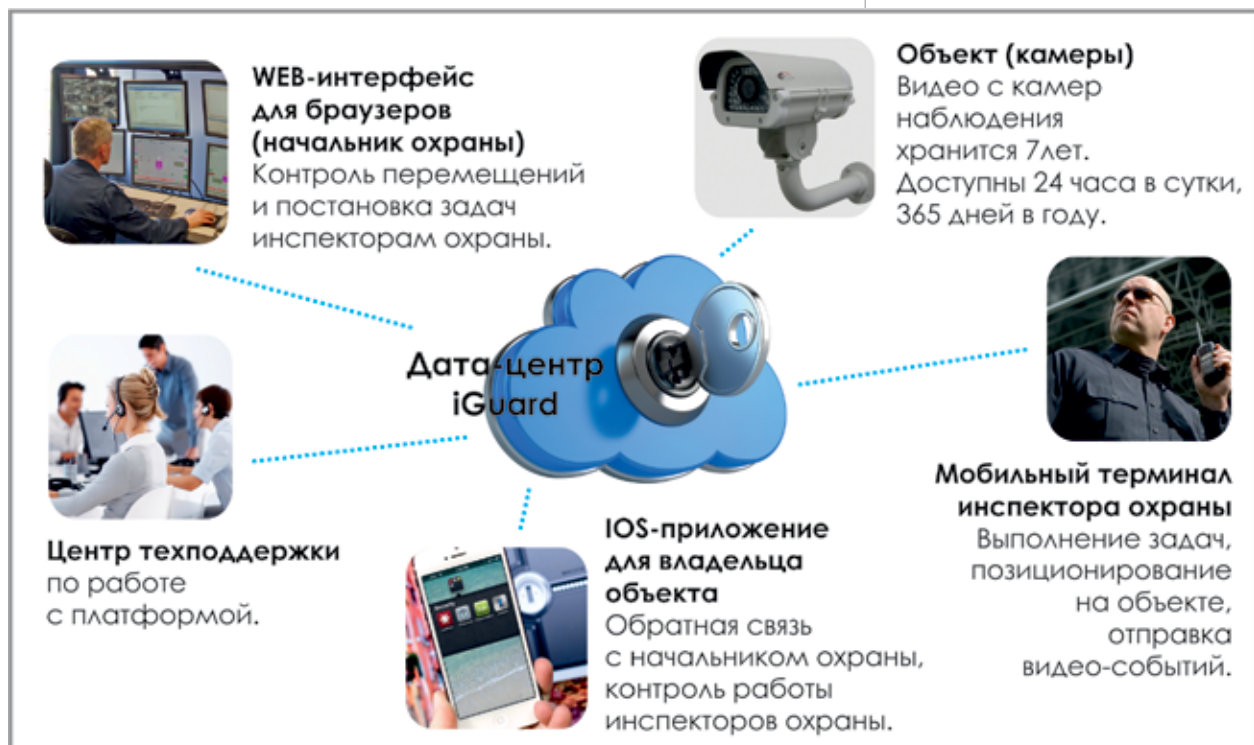 WEB-интерфейс
для браузеров
(начальник охраны)
Контроль перемещений
и постановка задач
инспекторам охраны.
Объект (камеры)
Видео с камер
наблюдения
хранится 7лет.
Доступны 24 часа в сутки,
365 дней в году.
Дата-центр
iGuard
Мобильный терминал
инспектора охраны
Выполнение задач,
позиционирование
на объекте,
отправка
видео-событий.
Центр техподдержки
по работе
с платформой.
IOS-приложение
для владельца
объекта
Обратная связь
с начальником охраны,
контроль работы
инспекторов охраны.